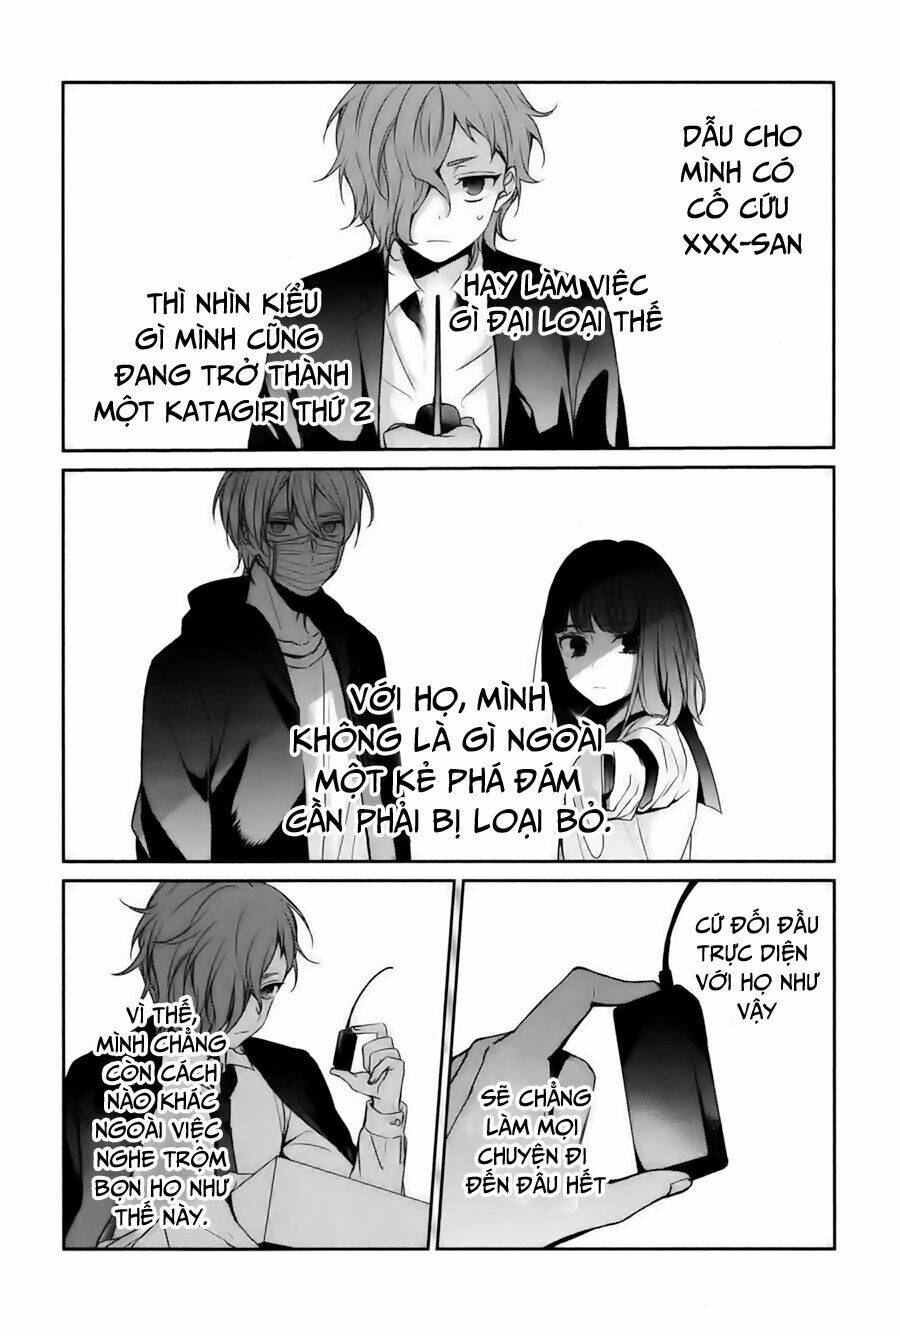 DẪU CHO
MÌNH CÓ
CỐ CỨU
XXX-SAN
HAY LÀM VIỆC
GÌ ĐẠI LOẠI THẾ
THÌ NHÌN KIỂU
GÌ MÌNH CŨNG
ĐANG TRỞ THÀNH
MỘT KATAGIRI THỨ 2
VỚI HỌ, MÌNH
KHÔNG LÀ GÌ NGOÀI
MỘT KẺ PHÁ ĐÁM
CẦN PHẢI BỊ LOẠI BỎ.
CỨ ĐỐI ĐẦU
TRỰC DIỆN
VỚI HỌ NHƯ
VẬY
SẼ CHẲNG
LÀM MỌI
CHUYỆN ĐI
ĐẾN ĐÂU HẾT
VÌ THẾ,
MÌNH CHẲNG
CÒN CÁCH
NÀO KHÁC
NGOÀI VIỆC
NGHE TRỘM
BỌN HỌ NHƯ
THẾ NÀY.